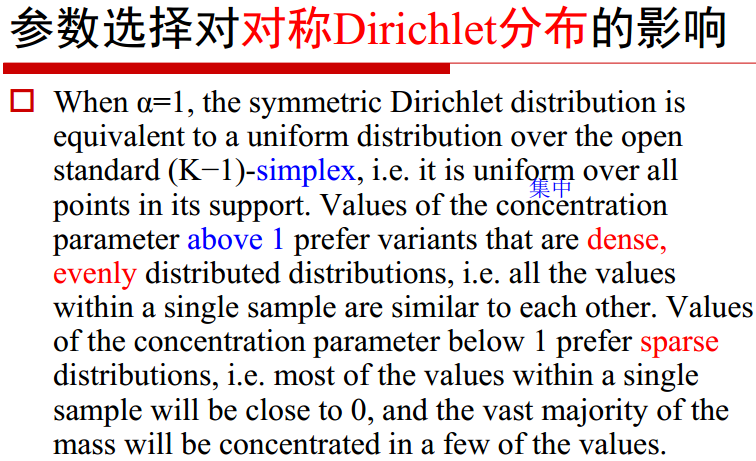 参数选择对对称Dirichlet分布的影响
When α=1, the symmetric Dirichlet distribution is
equivalent to a uniform distribution over the open
standard (K−1)-simplex, i.e. it is uniform over all
集中
points in its support. Values of the concentration
parameter above 1 prefer variants that are dense,
evenly distributed distributions, i.e. all the values
within a single sample are similar to each other. Values
of the concentration parameter below 1 prefer sparse
distributions, i.e. most of the values within a single
sample will be close to 0, and the vast majority of the
mass will be concentrated in a few of the values.